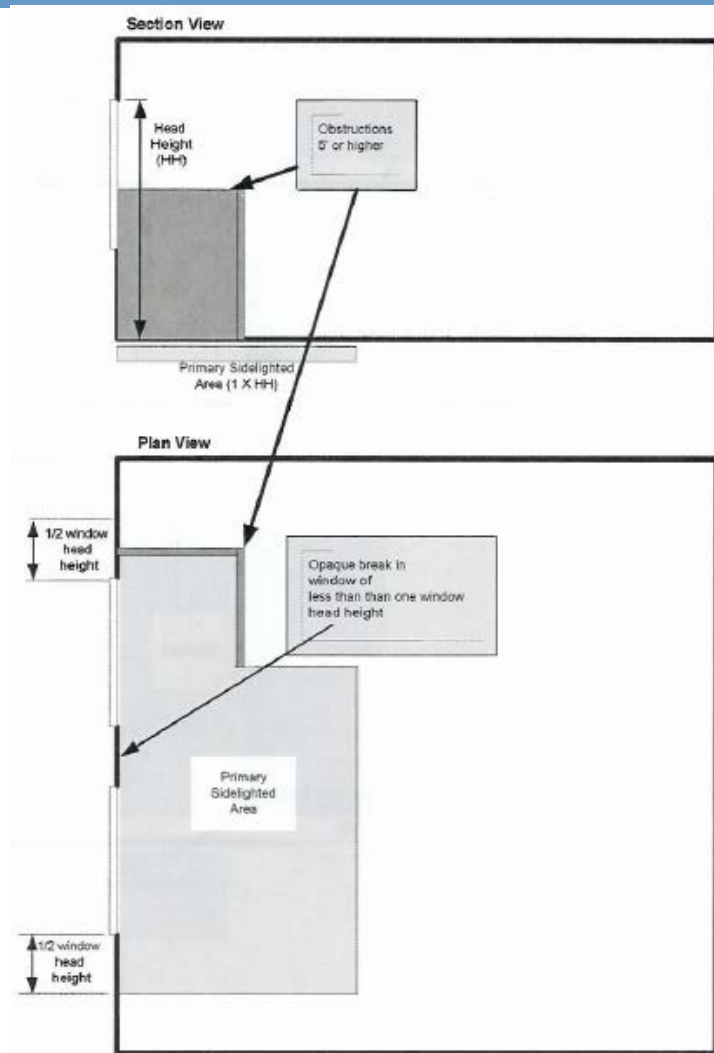 Section View
Head
Height
(HH)
Obstructions
5' or higher
Primary Sidelighted
Area (1 X HH)
Plan View
1/2 window
head
height
Opaque break in
window of
less than than one window
head height
Primary
Sidelighted
Area
1/2 window
head
height